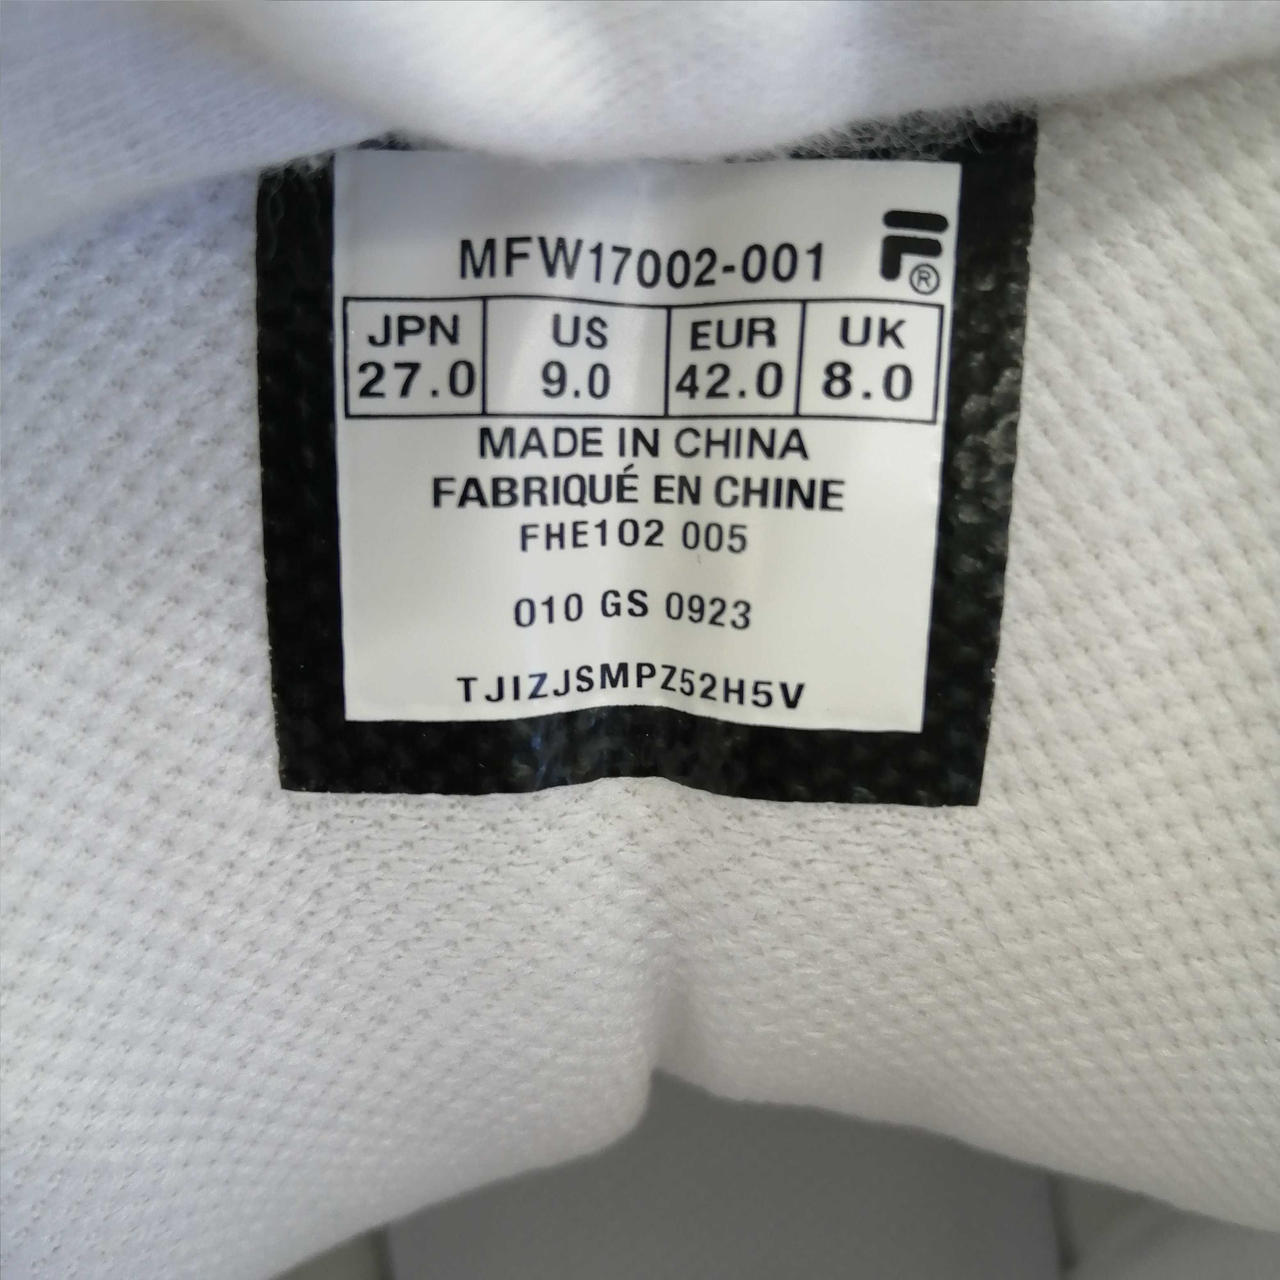 MFW17002-001
F®
JPN US EUR UK
27.0 9.0 42.0 8.0
MADE IN CHINA
FABRIQUÉ EN CHINE
FHE102 005
010 GS 0923
TJIZJSMPZ52H5V